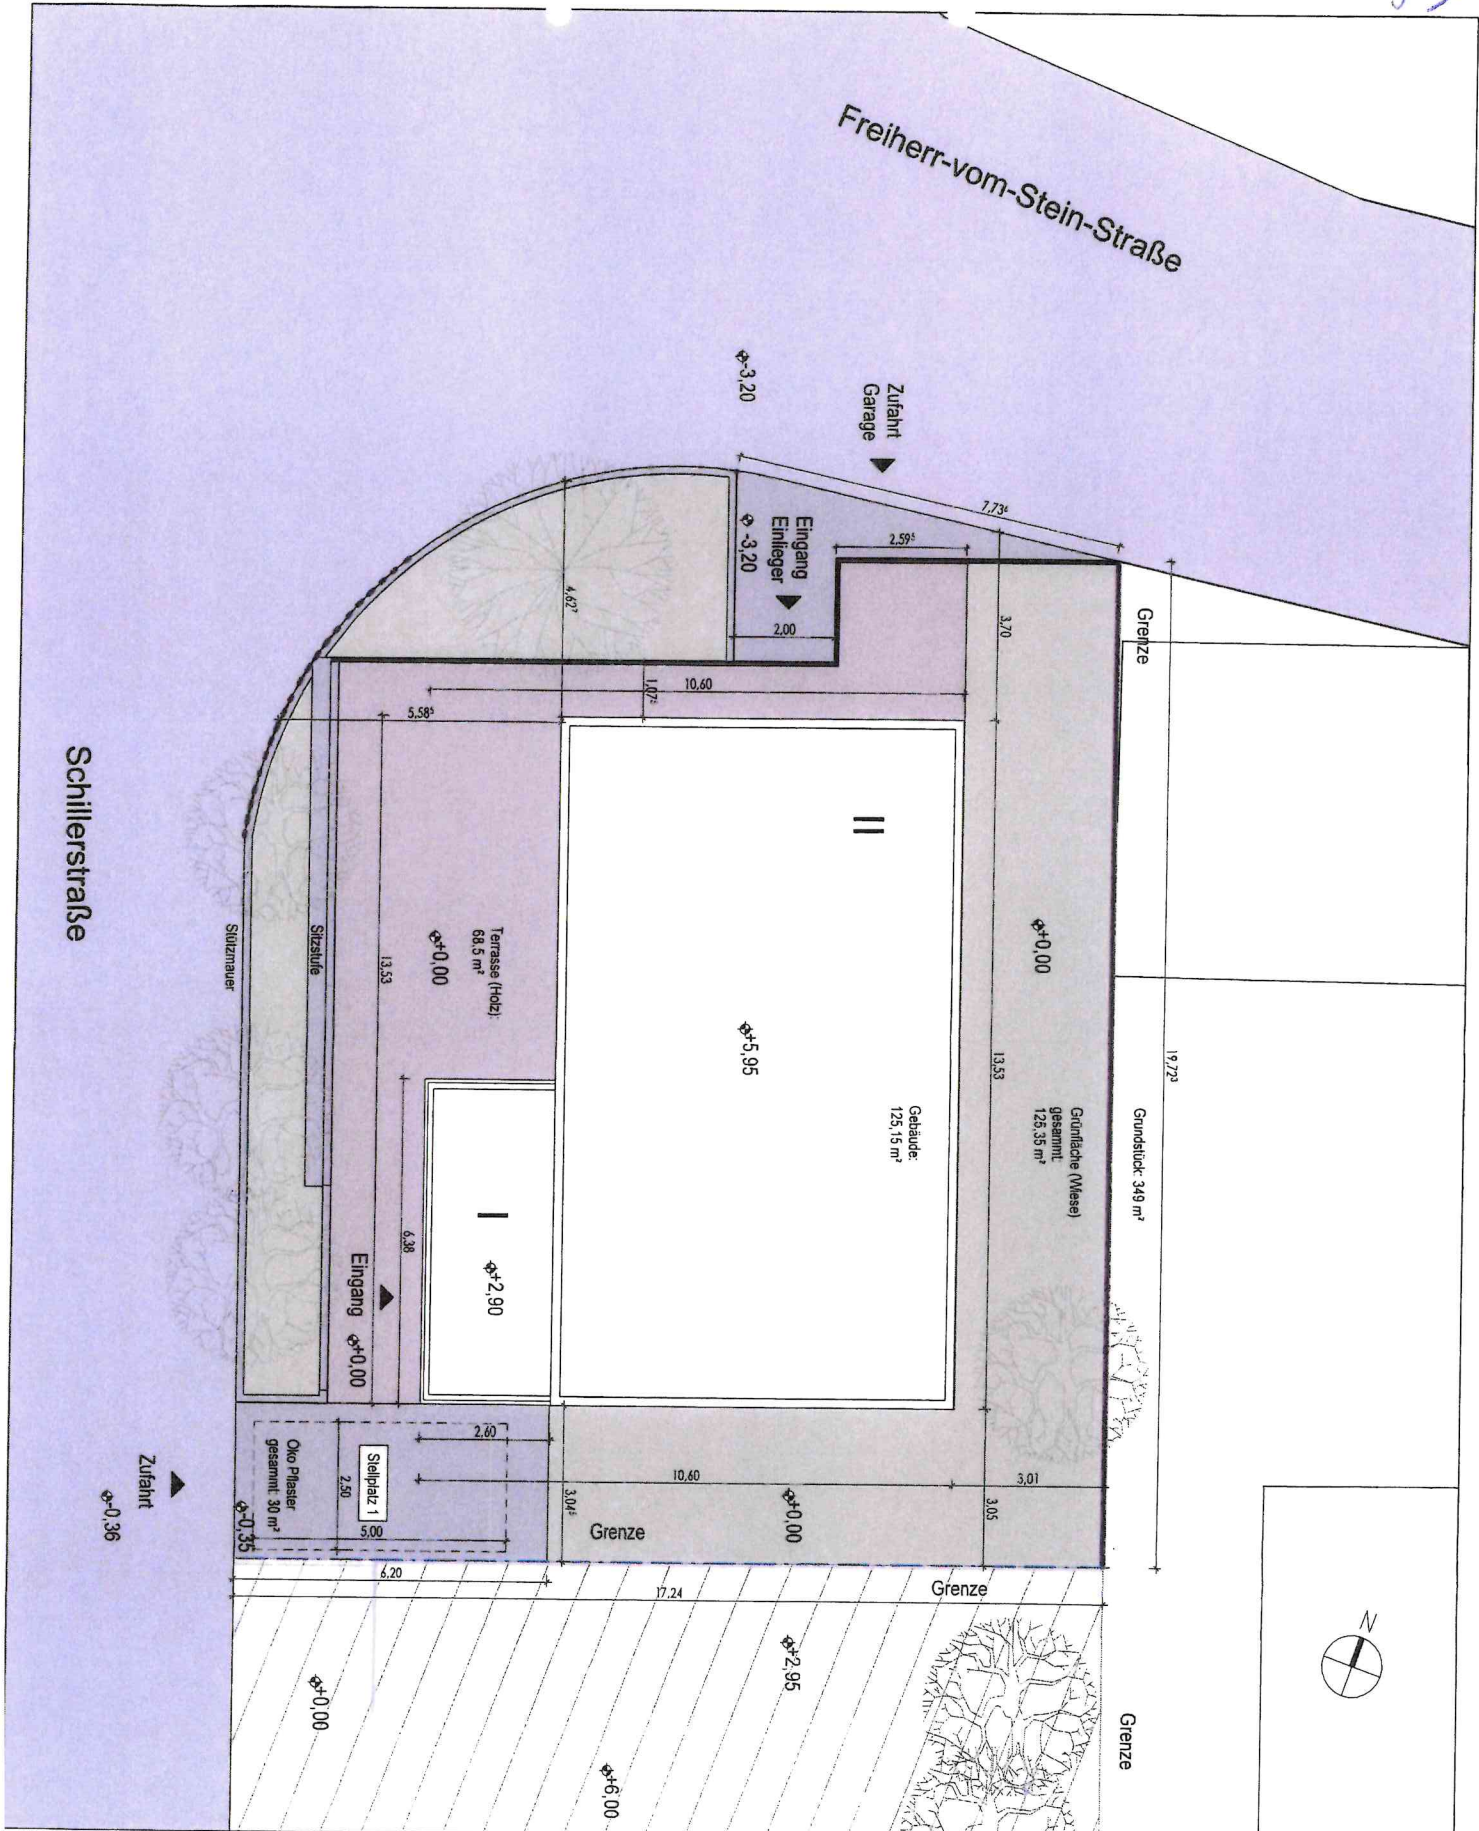 Freiherr-vom-Stein-Straße
-3,20
Zufahrt
Garage
7,73⁴
2,59⁵
Eingang
Einlieger
-3,20
2,00
3,70
4,62⁷
1,07⁵
10,60
5,58⁵
Grenze
Grundstück: 349 m²
19,72³
+0,00
Grünfläche (Wiese)
gesammt:
125,35 m²
13,53
II
+5,95
Gebäude:
125,15 m²
Terrasse (Holz):
68,5 m²
+0,00
13,53
Sitzstufe
Stützmauer
Schillerstraße
6,38
I
+2,90
Eingang
+0,00
2,60
Stellplatz 1
2,50
5,00
Öko Pflaster
gesammt: 30 m²
-0,35
Zufahrt
-0,36
3,04⁵
10,60
3,01
3,05
+0,00
Grenze
6,20
17,24
Grenze
+2,95
+0,00
+6,00
Grenze
N